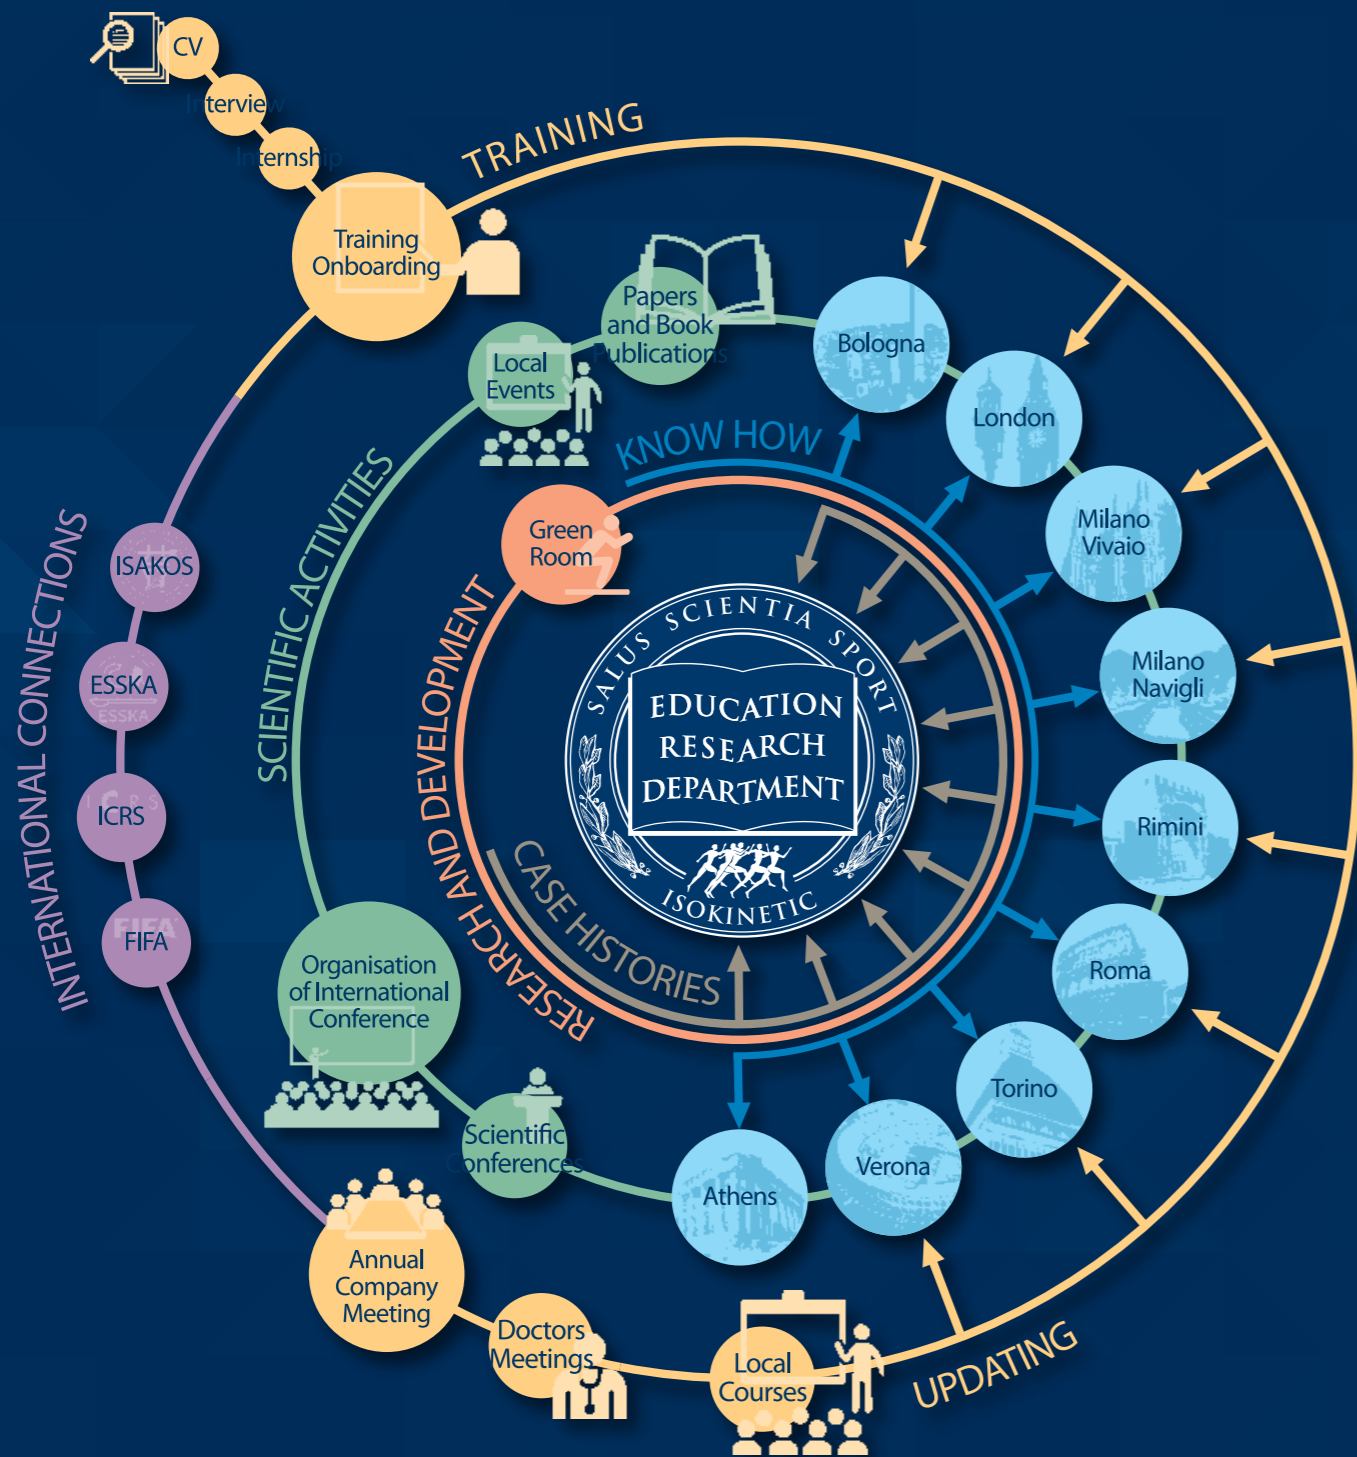 CV
Interview
Internship
Training
Onboarding
TRAINING
Papers
and Book
Publications
Local
Events
Bologna
London
Milano
Vivaio
Milano
Navigli
Rimini
Roma
Torino
Verona
Athens
KNOW HOW
Green
Room
SCIENTIFIC ACTIVITIES
RESEARCH AND DEVELOPMENT
CASE HISTORIES
SALUS SCIENTIA SPORT
EDUCATION
RESEARCH
DEPARTMENT
ISOKINETIC
INTERNATIONAL CONNECTIONS
ISAKOS
ESSKA
ESSKA
ICRS
ICRS
FIFA
FIFA
Organisation
of International
Conference
Scientific
Conferences
Annual
Company
Meeting
Doctors
Meetings
Local
Courses
UPDATING